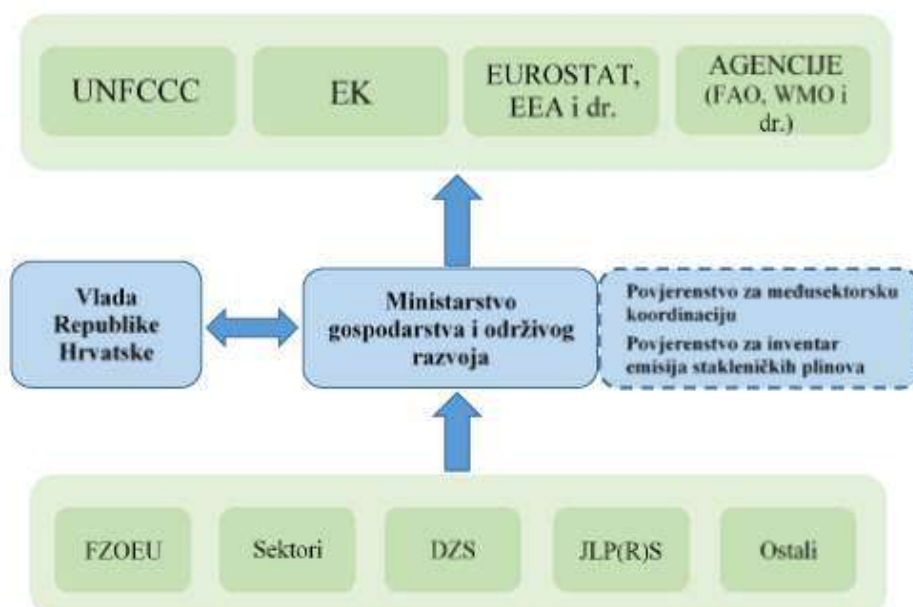 UNFCCC
EK
EUROSTAT,
EEA i dr.
AGENCIJE
(FAO, WMO i
dr.)
Vlada
Republike
Hrvatske
Ministarstvo
gospodarstva i održivog
razvoja
Povjerenstvo za međusektorsku
koordinaciju
Povjerenstvo za inventar
emisija stakleničkih plinova
FZOEU
Sektori
DZS
JLP(R)S
Ostali